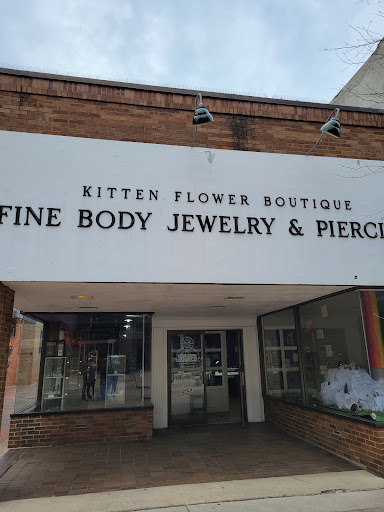 KITTEN FLOWER BOUTIQUE
FINE BODY JEWELRY & PIERCI